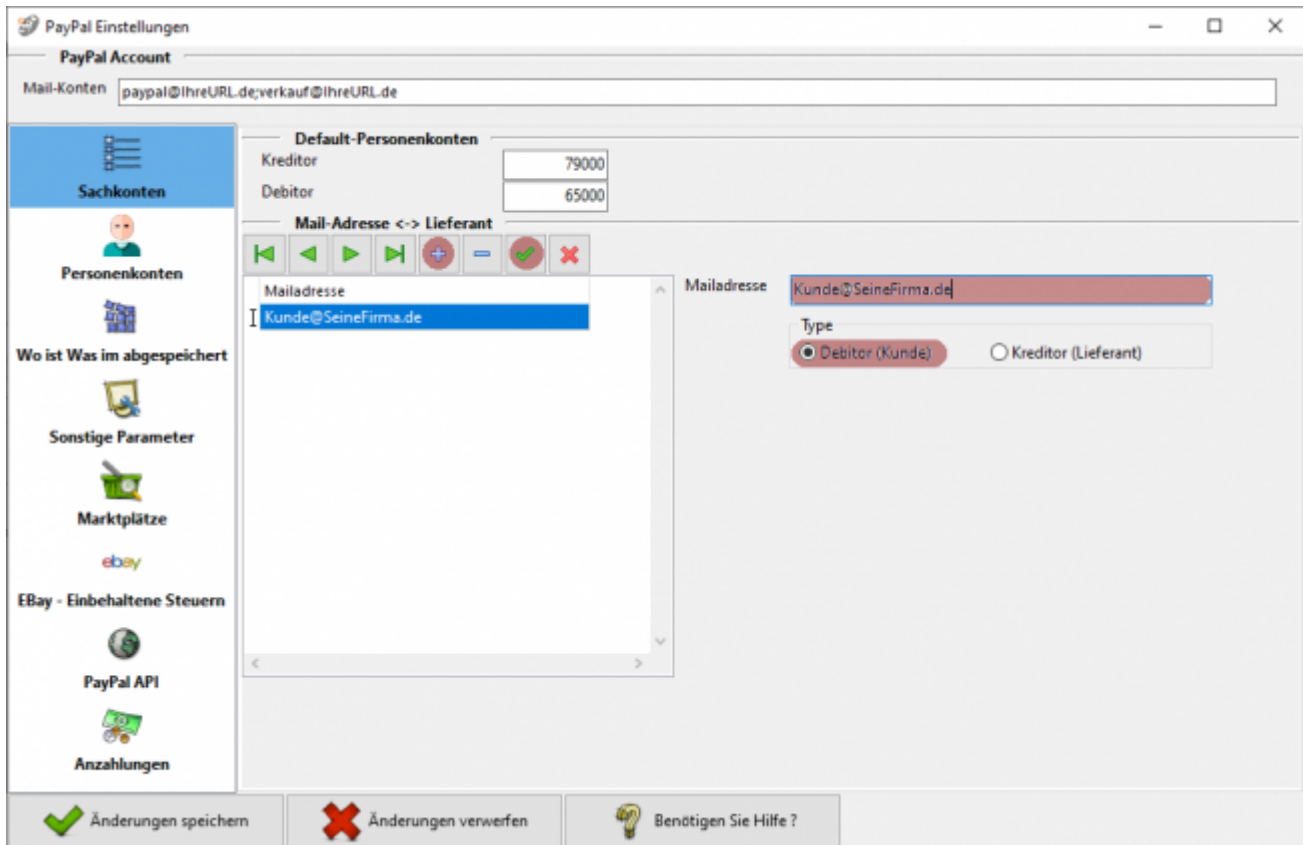 PayPal Einstellungen
PayPal Account
Mail-Konten paypal@IhreURL.de;verkauf@IhreURL.de
Sachkonten
Personenkonten
Wo ist Was im abgespeichert
Sonstige Parameter
Marktplätze
ebay
EBay - Einbehaltene Steuern
PayPal API
Anzahlungen
Default-Personenkonten
Kreditor 79000
Debitor 65000
Mail-Adresse <-> Lieferant
Mailadresse
Kunde@SeineFirma.de
Mailadresse Kunde@SeineFirma.de
Type
Debitor (Kunde) Kreditor (Lieferant)
Änderungen speichern Änderungen verwerfen Benötigen Sie Hilfe ?